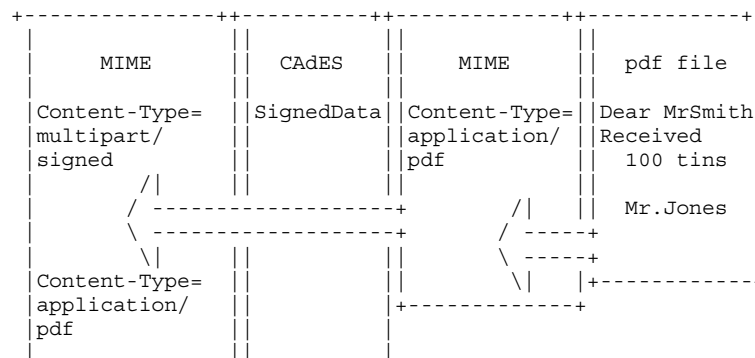 MIME CAdES MIME pdf file
Content-Type= SignedData Content-Type= Dear MrSmith
multipart/ application/ Received
signed pdf 100 tins
Mr.Jones
Content-Type=
application/
pdf